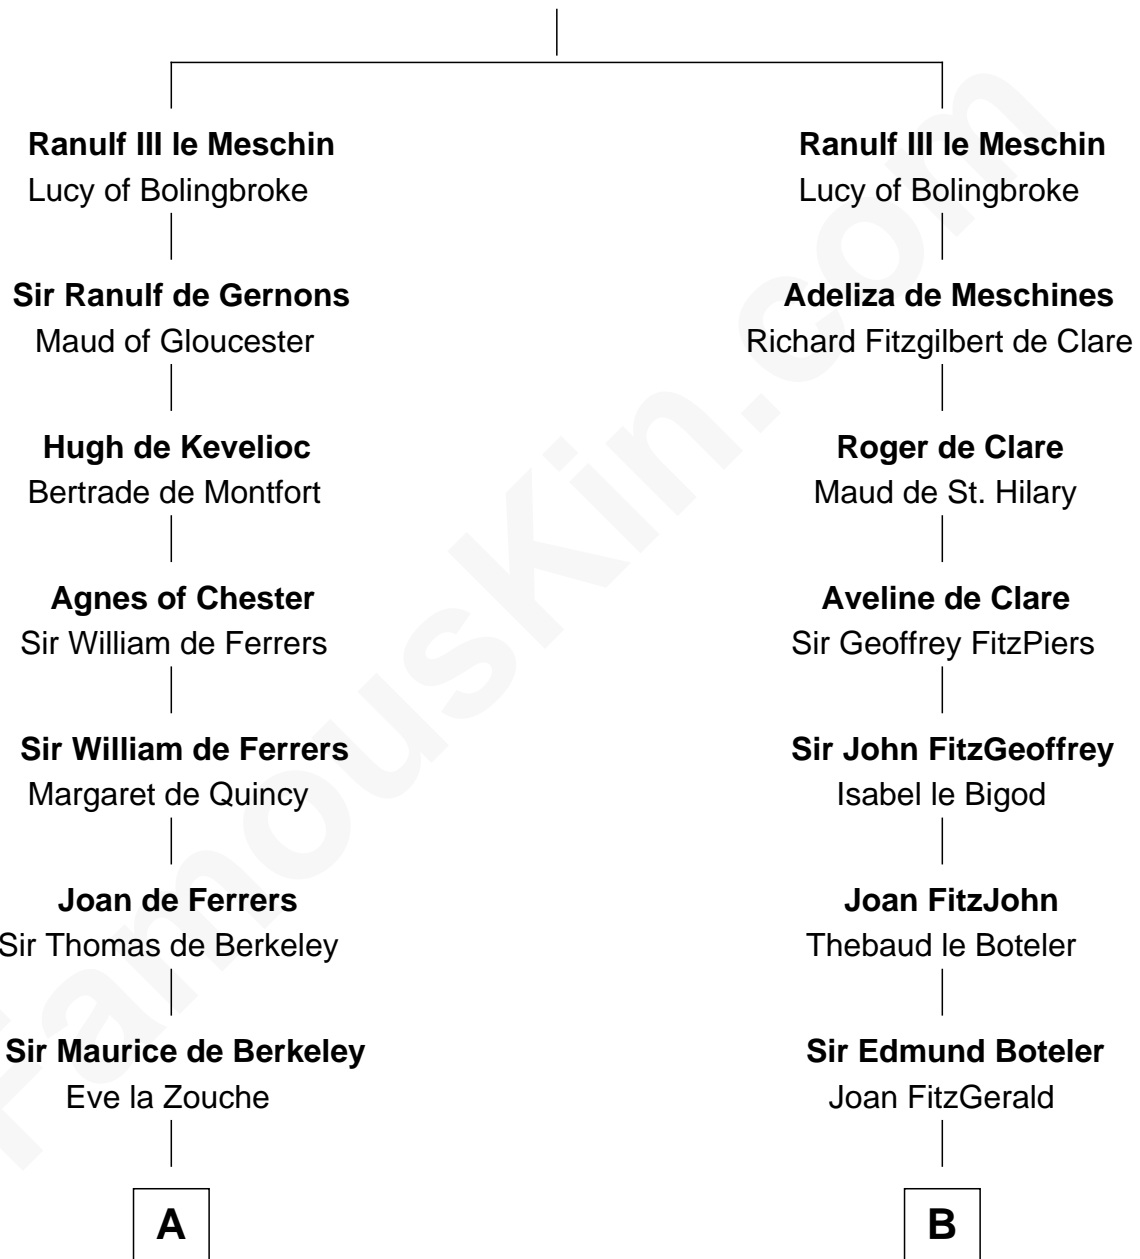 Ranulf III le Meschin
Lucy of Bolingbroke
Sir Ranulf de Gernons
Maud of Gloucester
Hugh de Kevelioc
Bertrade de Montfort
Agnes of Chester
Sir William de Ferrers
Sir William de Ferrers
Margaret de Quincy
Joan de Ferrers
Sir Thomas de Berkeley
Sir Maurice de Berkeley
Eve la Zouche
A
Ranulf III le Meschin
Lucy of Bolingbroke
Adeliza de Meschines
Richard Fitzgilbert de Clare
Roger de Clare
Maud de St. Hilary
Aveline de Clare
Sir Geoffrey FitzPiers
Sir John FitzGeoffrey
Isabel le Bigod
Joan FitzJohn
Thebaud le Boteler
Sir Edmund Boteler
Joan FitzGerald
B
FamousKin.com